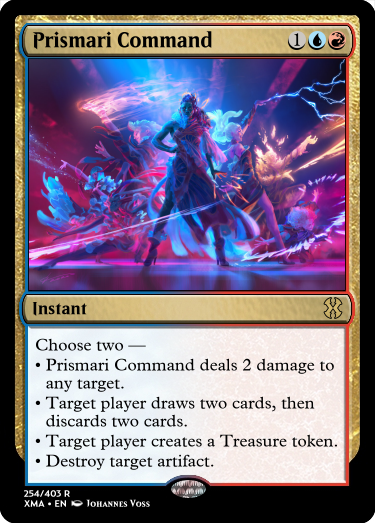 Prismari Command 1
Instant
Choose two —
• Prismari Command deals 2 damage to
any target.
• Target player draws two cards, then
discards two cards.
• Target player creates a Treasure token.
• Destroy target artifact.
254/403 R
XMA • EN Johannes Voss